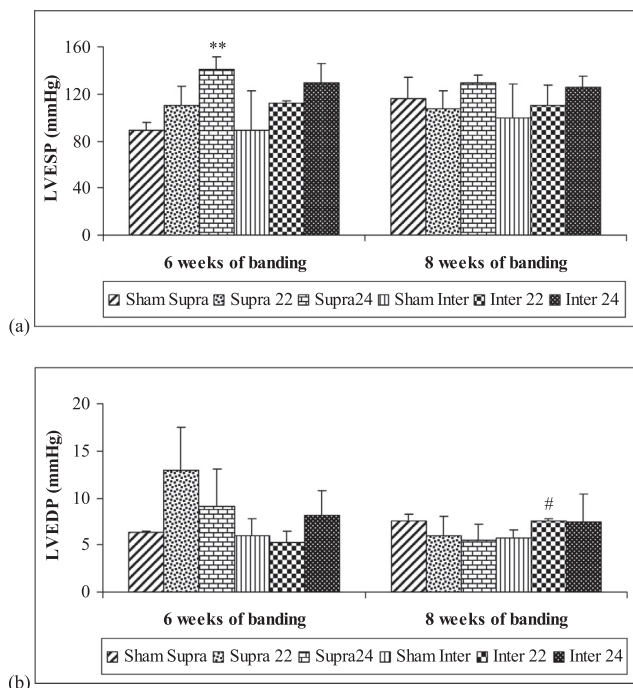 160
**
120
80
40
0
LVESP (mmHg)
6 weeks of banding
8 weeks of banding
Sham Supra Supra 22 Supra24 Sham Inter Inter 22 Inter 24
(a)
20
15
10
5
0
LVEDP (mmHg)
#
6 weeks of banding
8 weeks of banding
Sham Supra Supra 22 Supra24 Sham Inter Inter 22 Inter 24
(b)